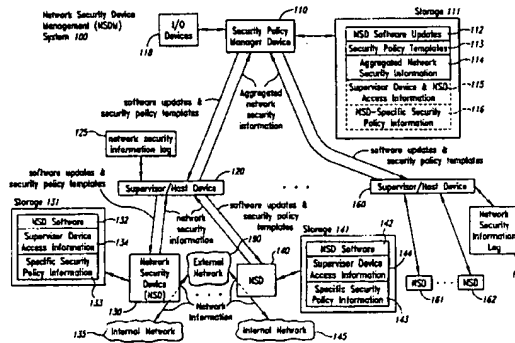 Network Security Device
Management (NSDM)
System 100
I/O
Devices
118
110
Security Policy
Manager Device
Storage 111
NSD Software Updates
112
Security Policy Templates
113
Aggregated Network
Security Information
114
Supervisor Device & NSD
Access Information
115
NSD-Specific Security
Policy Information
116
Aggregated
network
security
information
software updates &
security policy templates
125
network security
information log
software updates
& security policy templates
software updates &
security policy templates
120
Supervisor/Host Device
. . .
160
Supervisor/Host Device
network
security
information
software updates
& security policy
templates
Storage 131
NSD Software
132
Supervisor Device
Access Information
134
Specific Security
Policy Information
133
Network
Security
Device
(NSD)
130
190
External
Network
140
NSD
Storage 141
142
NSD Software
Supervisor Device
Access Information
144
Specific Security
Policy Information
143
Network
Security
Information
Log
NSD
161
. . .
NSD
162
Network
Information
135
Internal Network
Internal Network
145